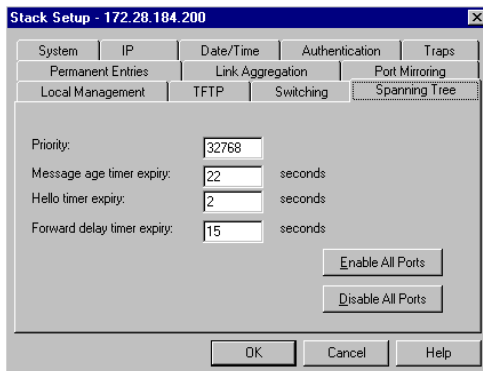 Stack Setup - 172.28.184.200
System IP Date/Time Authentication Traps
Permanent Entries Link Aggregation Port Mirroring
Local Management TFTP Switching Spanning Tree
Priority: 32768
Message age timer expiry: 22 seconds
Hello timer expiry: 2 seconds
Forward delay timer expiry: 15 seconds
Enable All Ports
Disable All Ports
OK Cancel Help